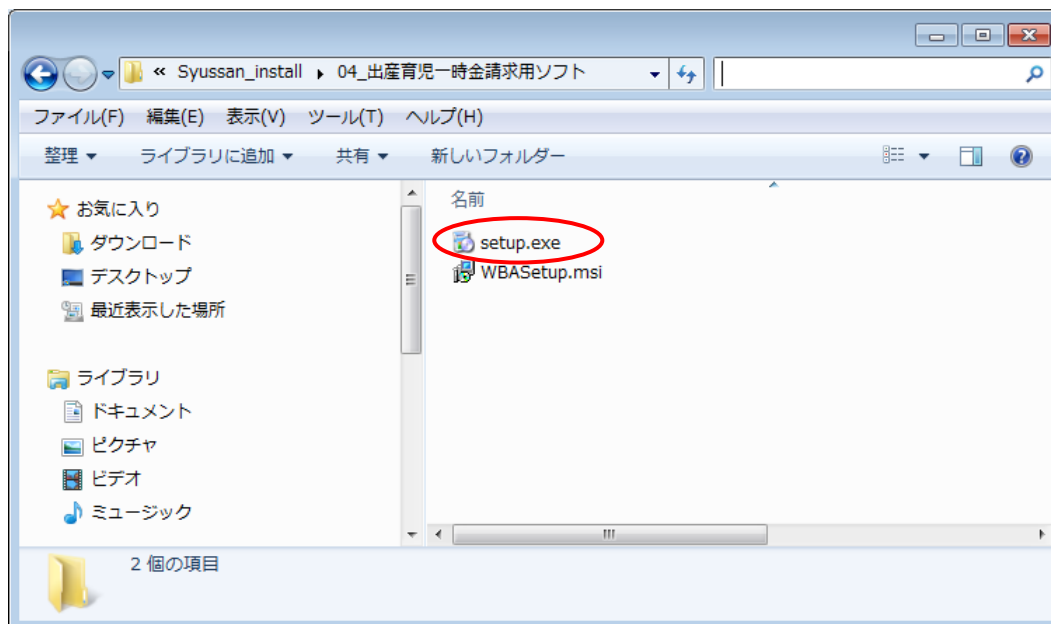 « Syussan_install ▸ 04_出産育児一時金請求用ソフト
ファイル(F) 編集(E) 表示(V) ツール(T) ヘルプ(H)
整理 ライブラリに追加 共有 新しいフォルダー
お気に入り
ダウンロード
デスクトップ
最近表示した場所
ライブラリ
ドキュメント
ピクチャ
ビデオ
ミュージック
名前
setup.exe
WBASetup.msi
2 個の項目